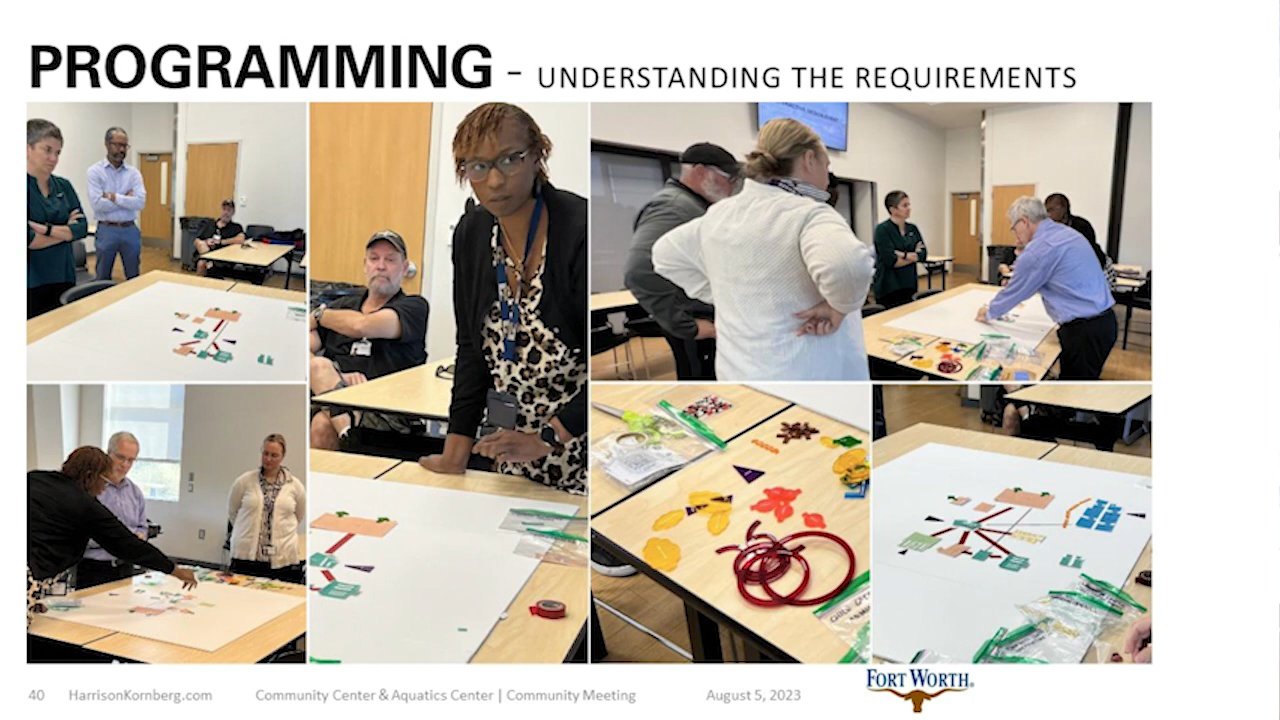 PROGRAMMING - UNDERSTANDING THE REQUIREMENTS
40 HarrisonKornberg.com Community Center & Aquatics Center | Community Meeting August 5, 2023
FORT WORTH®